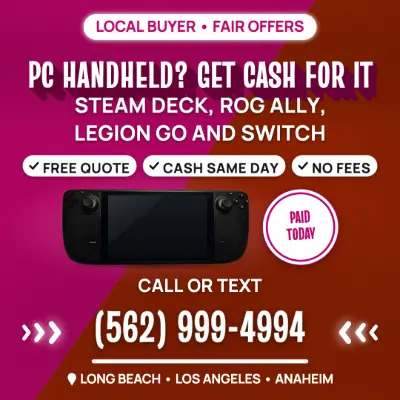 LOCAL BUYER • FAIR OFFERS
PC HANDHELD? GET CASH FOR IT
STEAM DECK, ROG ALLY,
LEGION GO AND SWITCH
FREE QUOTE
CASH SAME DAY
NO FEES
PAID
TODAY
CALL OR TEXT
(562) 999-4994
LONG BEACH • LOS ANGELES • ANAHEIM